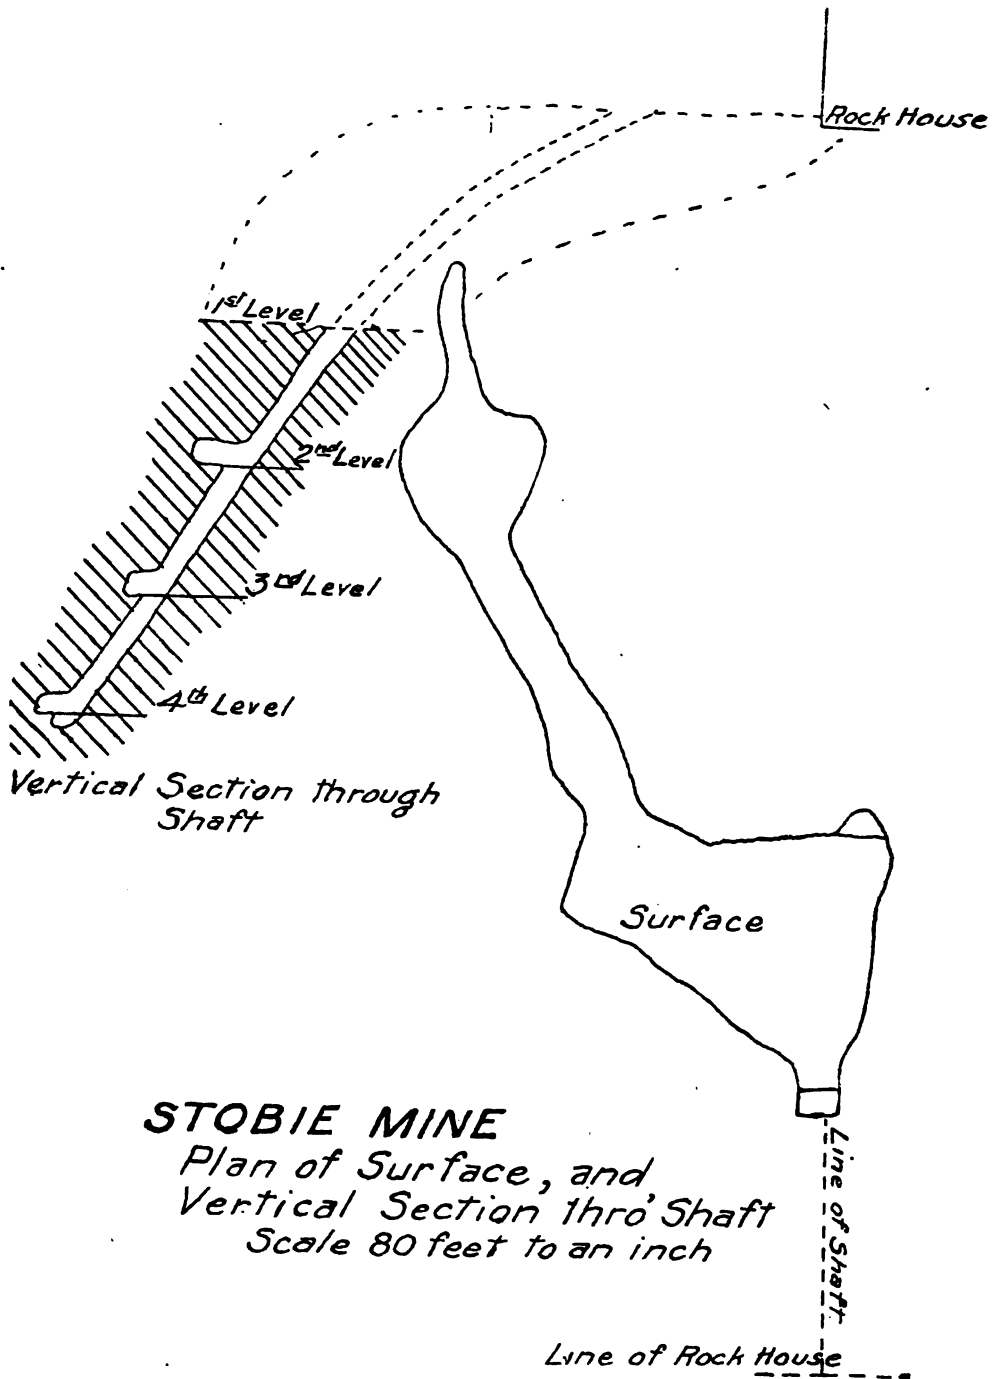 Rock House
1st Level
2nd Level
3rd Level
4th Level
Vertical Section through
Shaft
Surface
STOBIE MINE
Plan of Surface, and
Vertical Section thro' Shaft
Scale 80 feet to an inch
Line of Shaft
Line of Rock House